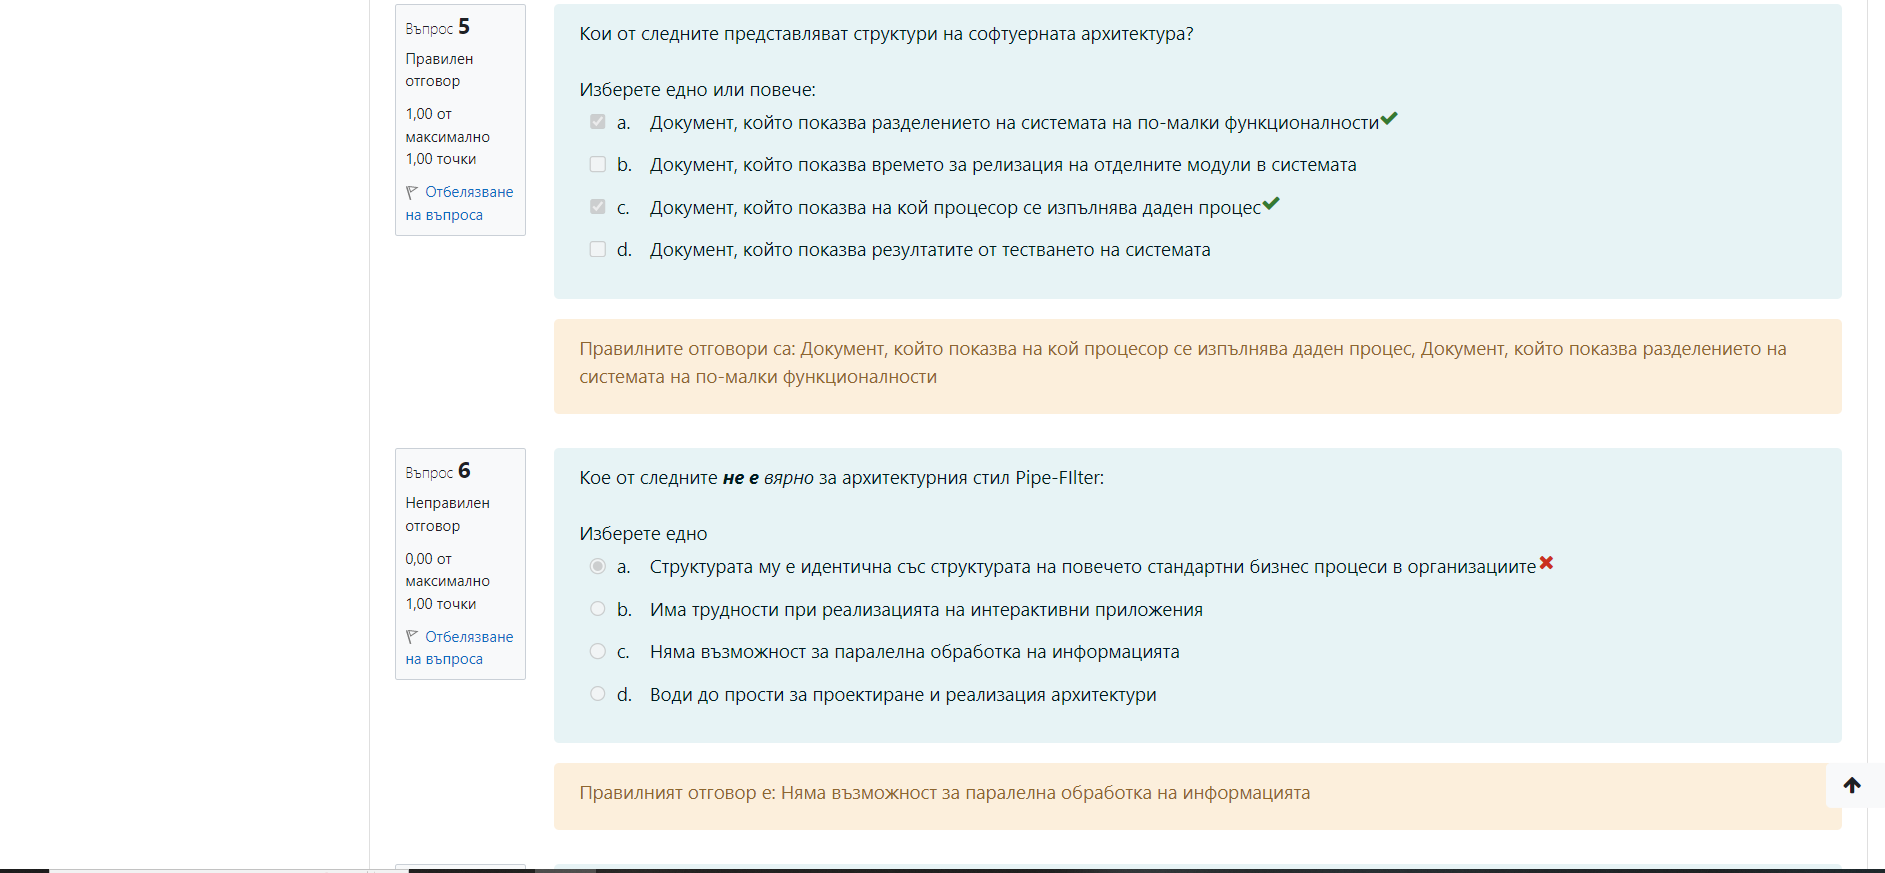 Въпрос 5
Правилен
отговор
1,00 от
максимално
1,00 точки
Отбелязване
на въпроса
Кои от следните представляват структури на софтуерната архитектура?
Изберете едно или повече:
a. Документ, който показва разделението на системата на по-малки функционалности
b. Документ, който показва времето за релизация на отделните модули в системата
c. Документ, който показва на кой процесор се изпълнява даден процес
d. Документ, който показва резултатите от тестването на системата
Правилните отговори са: Документ, който показва на кой процесор се изпълнява даден процес, Документ, който показва разделението на
системата на по-малки функционалности
Въпрос 6
Неправилен
отговор
0,00 от
максимално
1,00 точки
Отбелязване
на въпроса
Кое от следните не е вярно за архитектурния стил Pipe-FIlter:
Изберете едно
a. Структурата му е идентична със структурата на повечето стандартни бизнес процеси в организациите
b. Има трудности при реализацията на интерактивни приложения
c. Няма възможност за паралелна обработка на информацията
d. Води до прости за проектиране и реализация архитектури
Правилният отговор е: Няма възможност за паралелна обработка на информацията